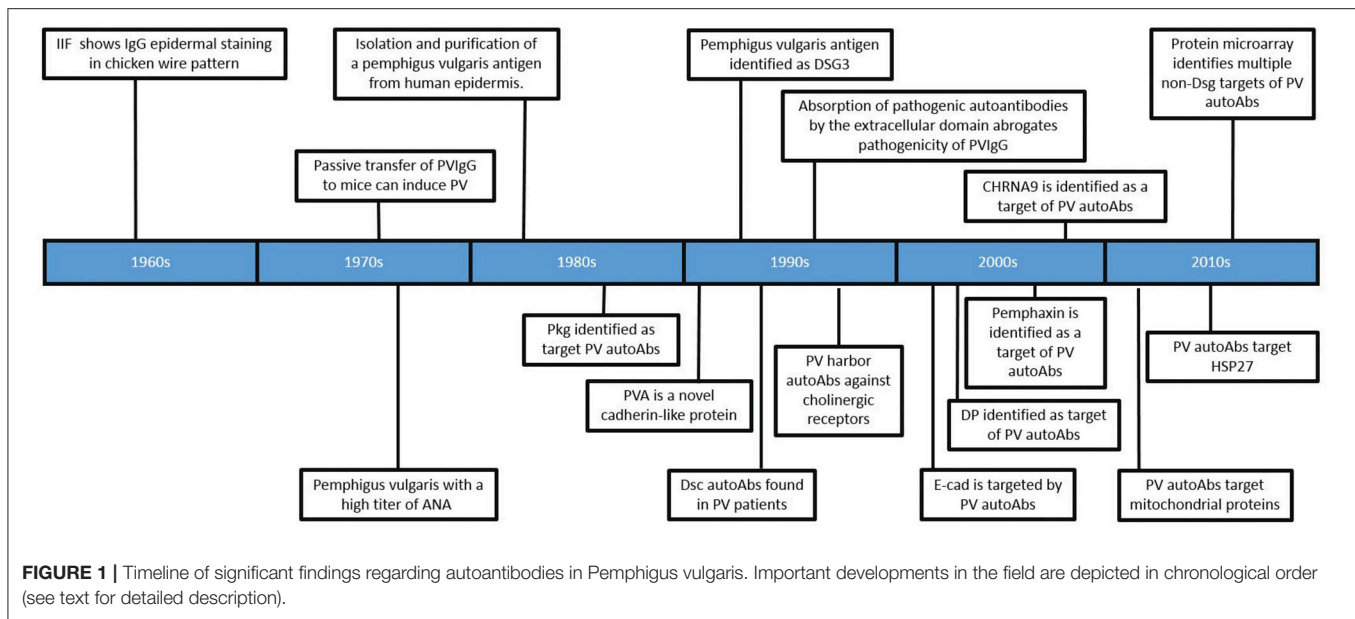 IIF shows IgG epidermal staining
in chicken wire pattern
Isolation and purification of
a pemphigus vulgaris antigen
from human epidermis.
Pemphigus vulgaris antigen
identified as DSG3
Protein microarray
identifies multiple
non-Dsg targets of PV
autoAbs
Absorption of pathogenic autoantibodies
by the extracellular domain abrogates
pathogenicity of PVIgG
Passive transfer of PVIgG
to mice can induce PV
CHRNA9 is identified as a
target of PV autoAbs
1960s
1970s
1980s
1990s
2000s
2010s
Pkg identified as
target PV autoAbs
PVA is a novel
cadherin-like protein
PV harbor
autoAbs against
cholinergic
receptors
Pemphaxin is
identified as a
target of PV
autoAbs
DP identified as target
of PV autoAbs
PV autoAbs target
HSP27
Pemphigus vulgaris with a
high titer of ANA
Dsc autoAbs found
in PV patients
E-cad is targeted by
PV autoAbs
PV autoAbs target
mitochondrial proteins
FIGURE 1 | Timeline of significant findings regarding autoantibodies in Pemphigus vulgaris. Important developments in the field are depicted in chronological order
(see text for detailed description).